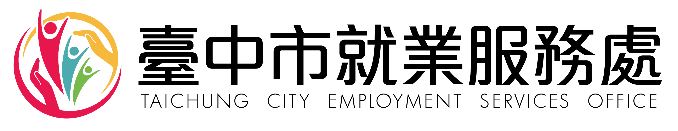 臺中市就業服務處
TAICHUNG CITY EMPLOYMENT SERVICES OFFICE